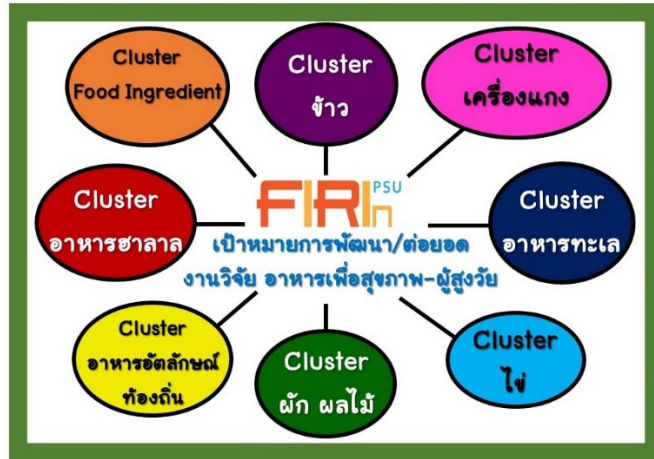 Cluster
Food Ingredient
Cluster
ข้าว
Cluster
เครื่องแกง
Cluster
อาหารฮาลาล
FIRIn PSU
เป้าหมายการพัฒนา/ต่อยอด
งานวิจัย อาหารเพื่อสุขภาพ-ผู้สูงวัย
Cluster
อาหารทะเล
Cluster
อาหารอัตลักษณ์
ท้องถิ่น
Cluster
ผัก ผลไม้
Cluster
ไข่